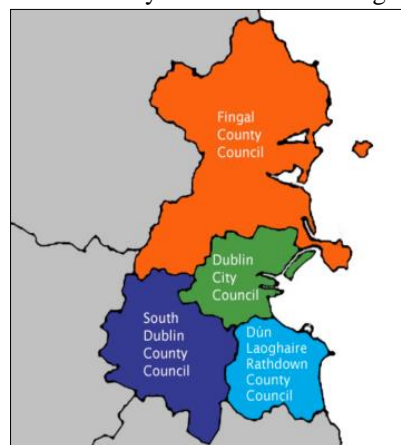 Fingal
County
Council
Dublin
City
Council
South
Dublin
County
Council
Dún
Laoghaire
Rathdown
County
Council